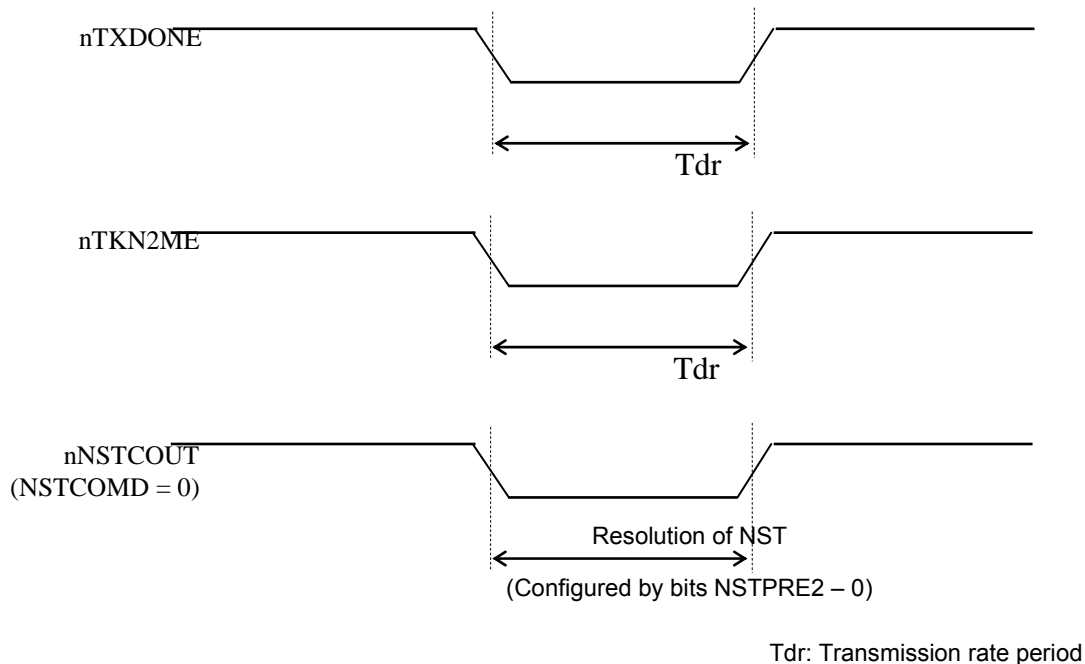 nTXDONE
Tdr
nTKN2ME
Tdr
nNSTCOUT
(NSTCOMD = 0)
Resolution of NST
(Configured by bits NSTPRE2 – 0)
Tdr: Transmission rate period